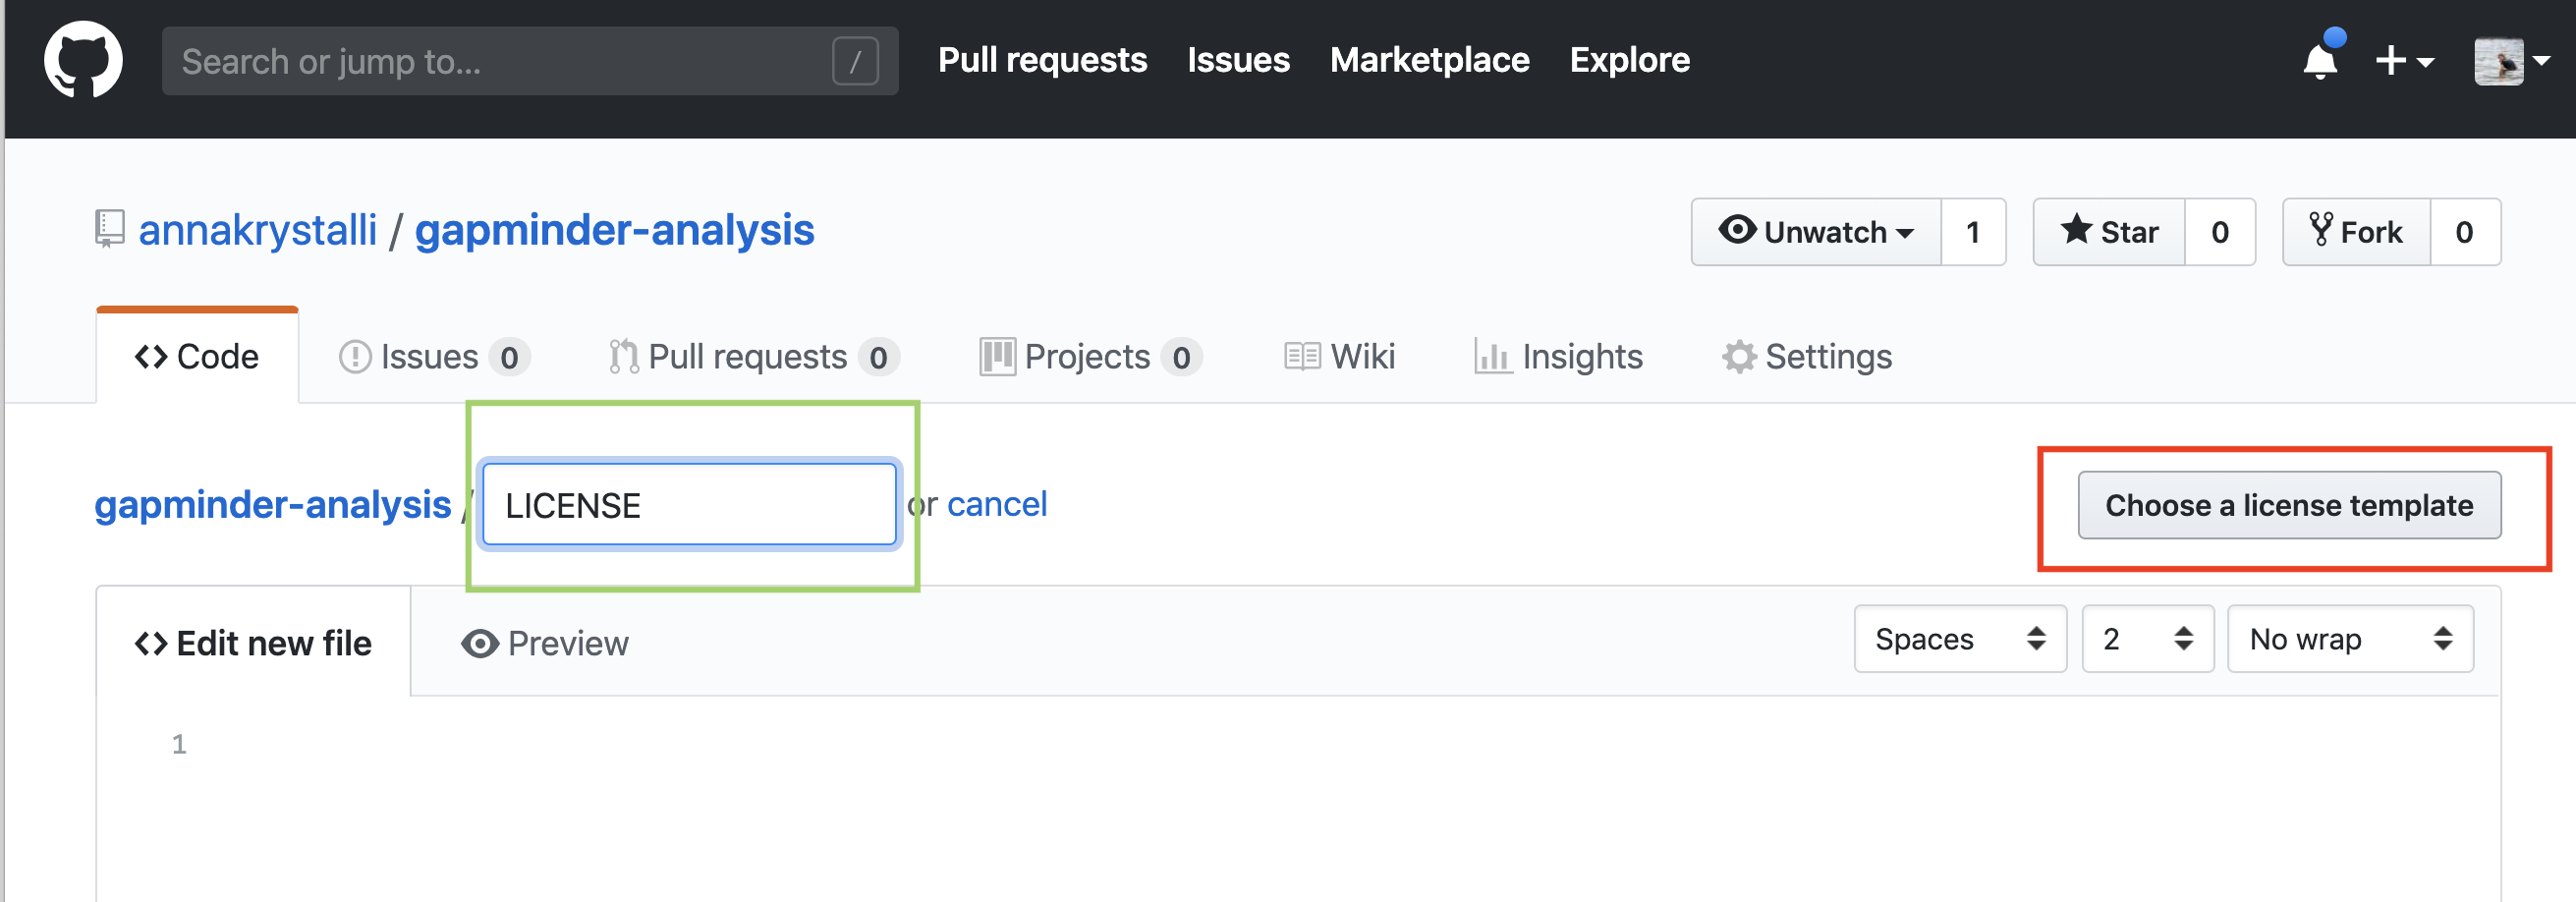 Search or jump to... / Pull requests Issues Marketplace Explore
annakrystalli / gapminder-analysis Unwatch 1 Star 0 Fork 0
Code Issues 0 Pull requests 0 Projects 0 Wiki Insights Settings
gapminder-analysis / LICENSE or cancel Choose a license template
Edit new file Preview Spaces 2 No wrap
1